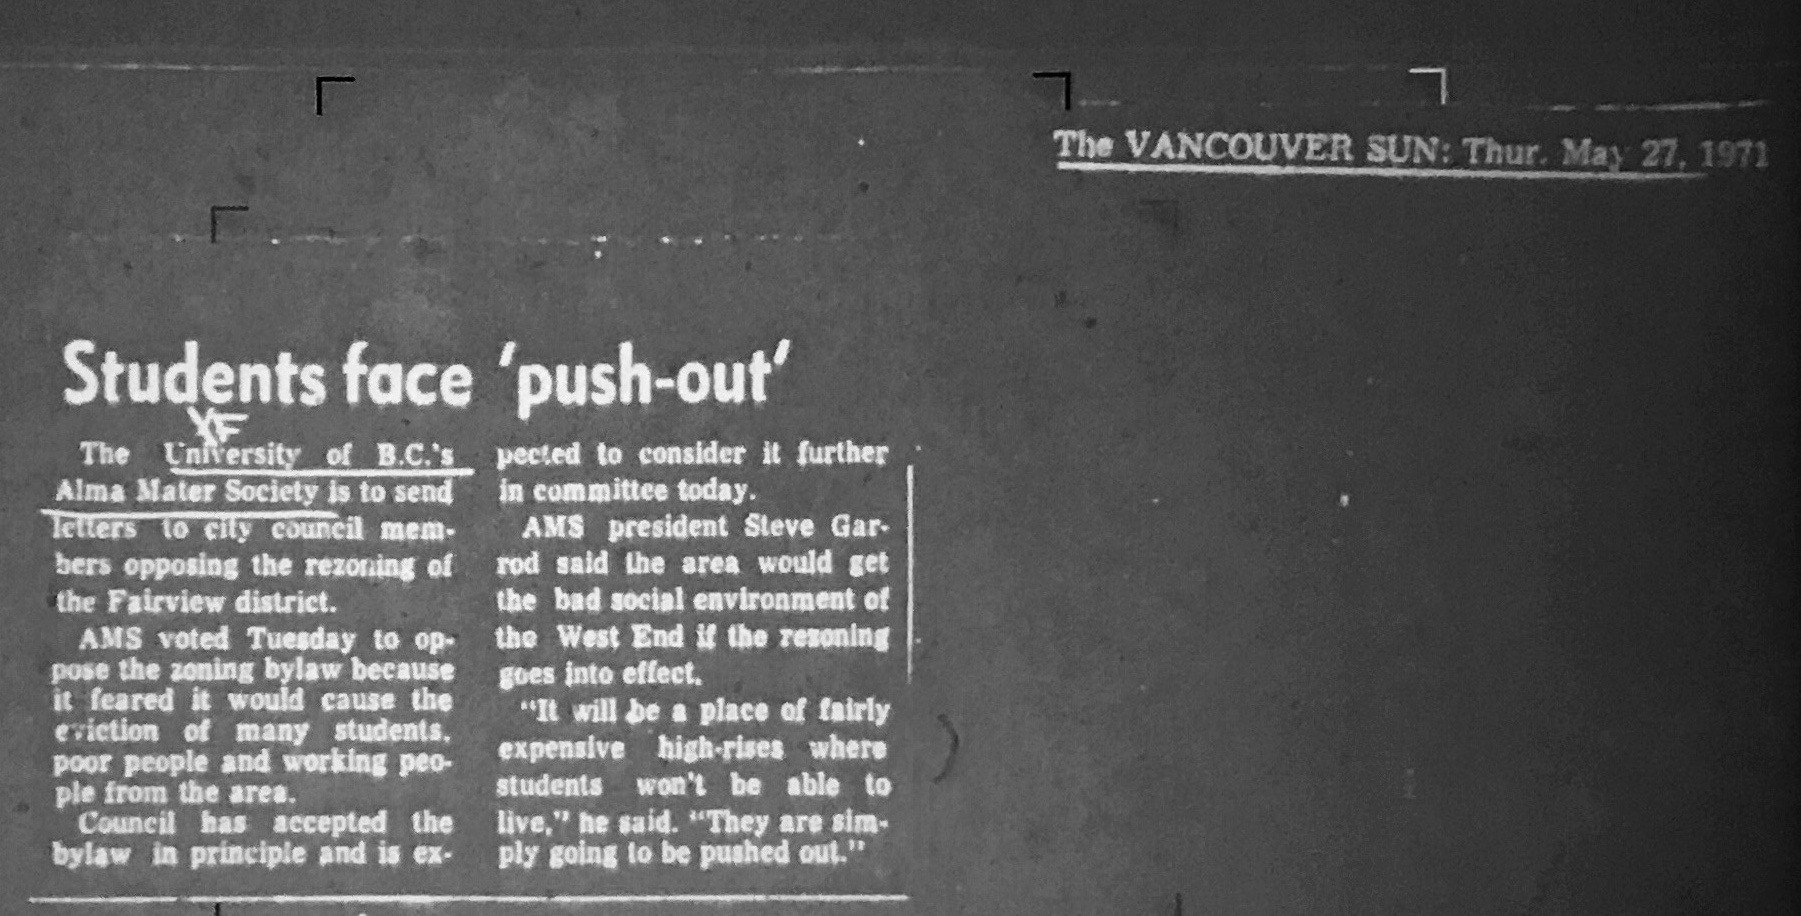 The VANCOUVER SUN: Thur. May 27, 1971
Students face 'push-out'
XF
The University of B.C.'s
Alma Mater Society is to send
letters to city council mem-
bers opposing the rezoning of
the Fairview district.
AMS voted Tuesday to op-
pose the zoning bylaw because
it feared it would cause the
eviction of many students,
poor people and working peo-
ple from the area.
Council has accepted the
bylaw in principle and is ex-
pected to consider it further
in committee today.
AMS president Steve Gar-
rod said the area would get
the bad social environment of
the West End if the rezoning
goes into effect.
"It will be a place of fairly
expensive high-rises where
students won't be able to
live," he said. "They are sim-
ply going to be pushed out."